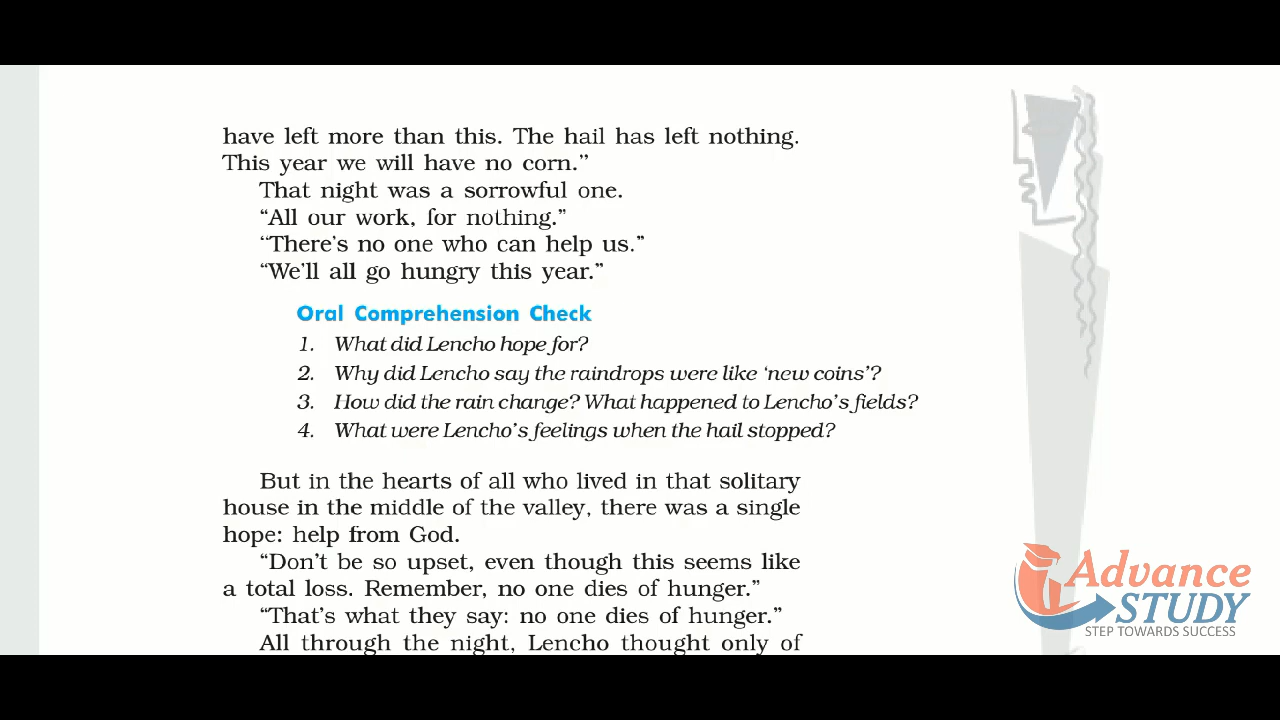 have left more than this. The hail has left nothing.
This year we will have no corn.”
That night was a sorrowful one.
“All our work, for nothing.”
“There’s no one who can help us.”
“We’ll all go hungry this year.”
Oral Comprehension Check
1. What did Lencho hope for?
2. Why did Lencho say the raindrops were like ‘new coins’?
3. How did the rain change? What happened to Lencho’s fields?
4. What were Lencho’s feelings when the hail stopped?
But in the hearts of all who lived in that solitary
house in the middle of the valley, there was a single
hope: help from God.
“Don’t be so upset, even though this seems like
a total loss. Remember, no one dies of hunger.”
“That’s what they say: no one dies of hunger.”
All through the night, Lencho thought only of
Advance
STUDY
STEP TOWARDS SUCCESS